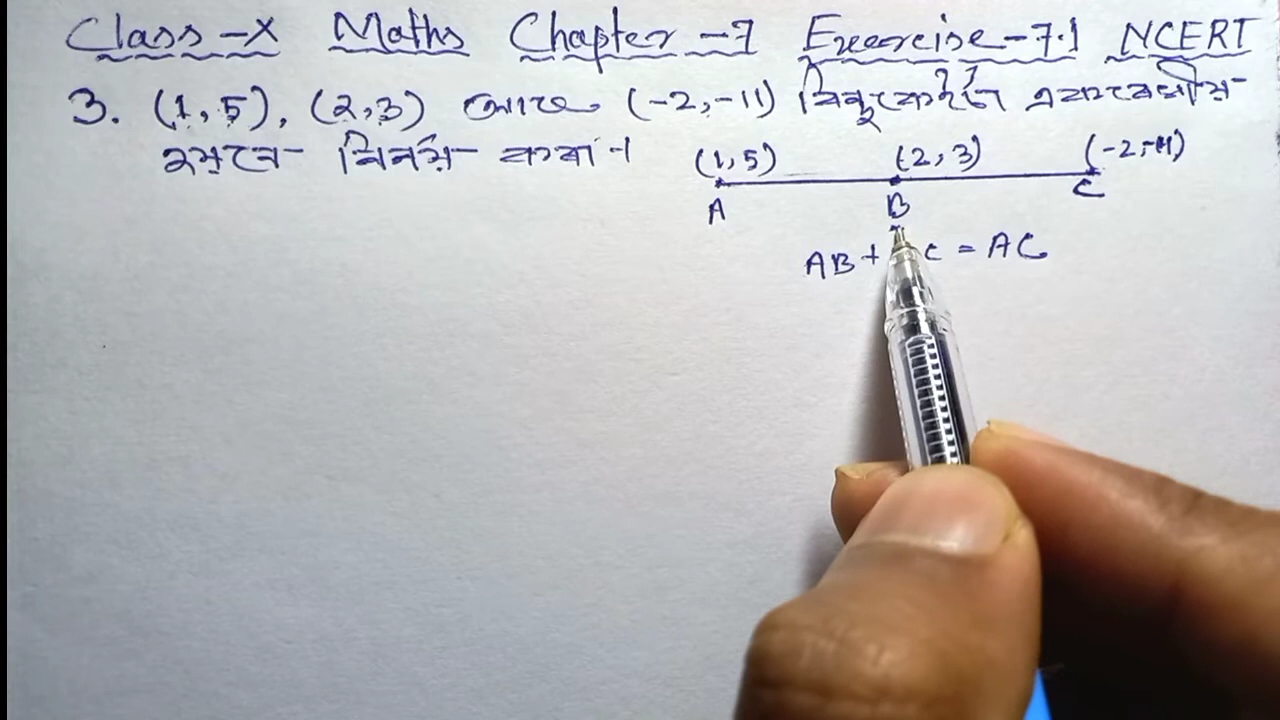 Class-X Maths Chapter-7 Exercise-7.1 NCERT
3. (1,5), (2,3) আৰু (-2,-11) বিন্দুকেইটা একৰেখীয়
হয়নে নিৰ্ণয় কৰা।
(1,5) (2,3) (-2,-11)
A B C
AB + C = AC